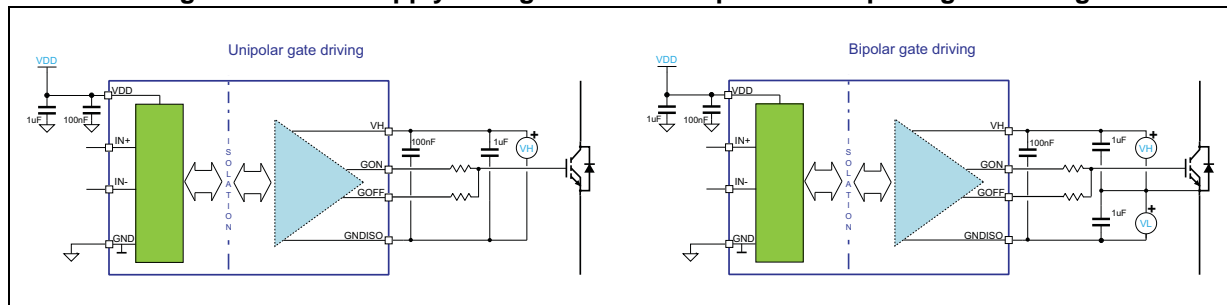 Unipolar gate driving
VDD
VDD
1uF
100nF
IN+
IN-
GND
ISOLATION
VH
100nF
1uF
+
VH
GON
GOFF
GNDISO
Bipolar gate driving
VDD
VDD
1uF
100nF
IN+
IN-
GND
ISOLATION
VH
100nF
1uF
+
VH
GON
GOFF
1uF
+
VL
GNDISO